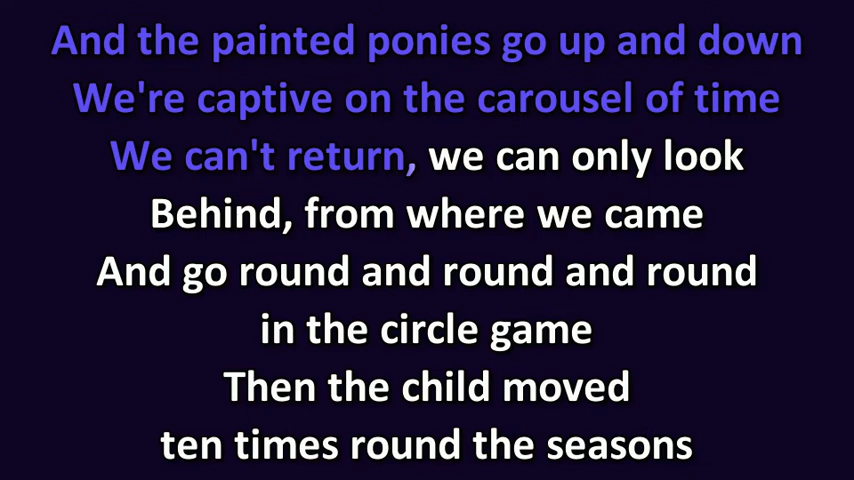 And the painted ponies go up and down
We're captive on the carousel of time
We can't return, we can only look
Behind, from where we came
And go round and round and round
in the circle game
Then the child moved
ten times round the seasons